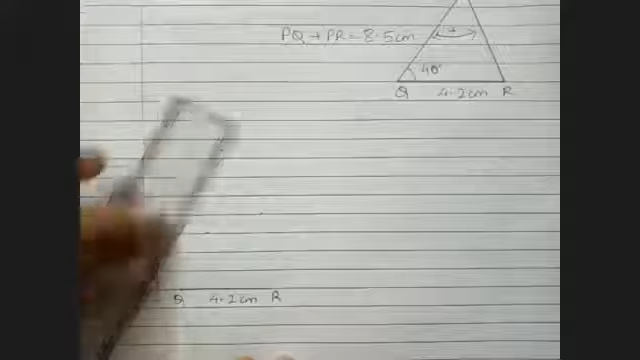 PQ + PR = 8.5cm
+
40°
Q 4.2cm R
Q 4.2cm R